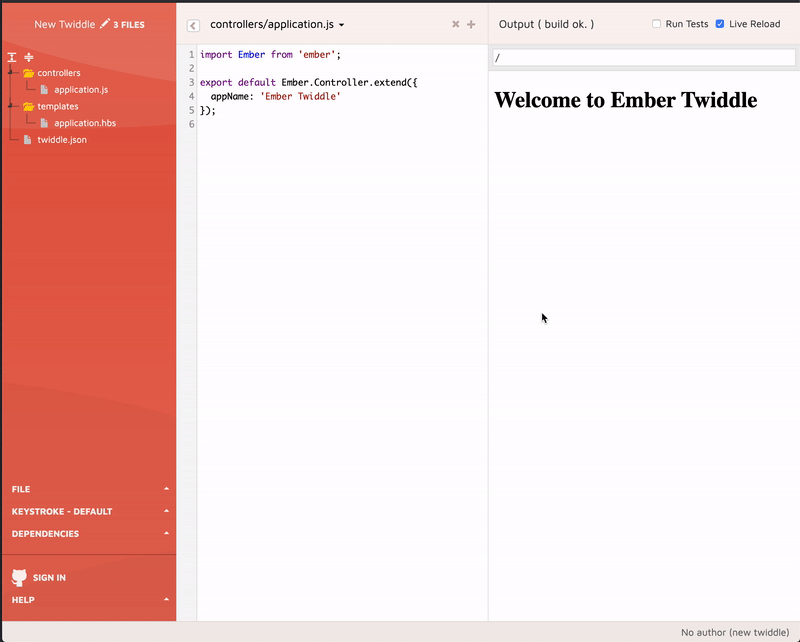 New Twiddle 3 FILES
controllers
application.js
templates
application.hbs
twiddle.json
FILE
KEYSTROKE - DEFAULT
DEPENDENCIES
SIGN IN
HELP
controllers/application.js
1 import Ember from 'ember';
2
3 export default Ember.Controller.extend({
4   appName: 'Ember Twiddle'
5 });
6
Output ( build ok. ) Run Tests Live Reload
/
Welcome to Ember Twiddle
No author (new twiddle)